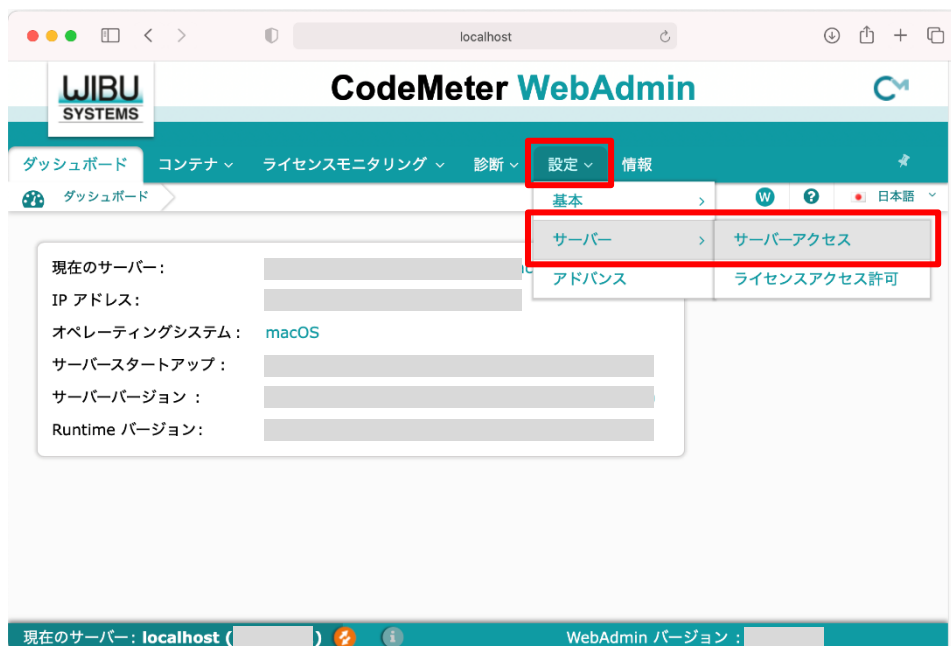 localhost
WIBU
SYSTEMS
CodeMeter WebAdmin
CM
ダッシュボード コンテナ ライセンスモニタリング 診断 設定 情報
ダッシュボード
基本
W ? 日本語
サーバー サーバーアクセス
アドバンス ライセンスアクセス許可
現在のサーバー:
IP アドレス:
オペレーティングシステム: macOS
サーバースタートアップ:
サーバーバージョン :
Runtime バージョン:
現在のサーバー: localhost ( ) i
WebAdmin バージョン :